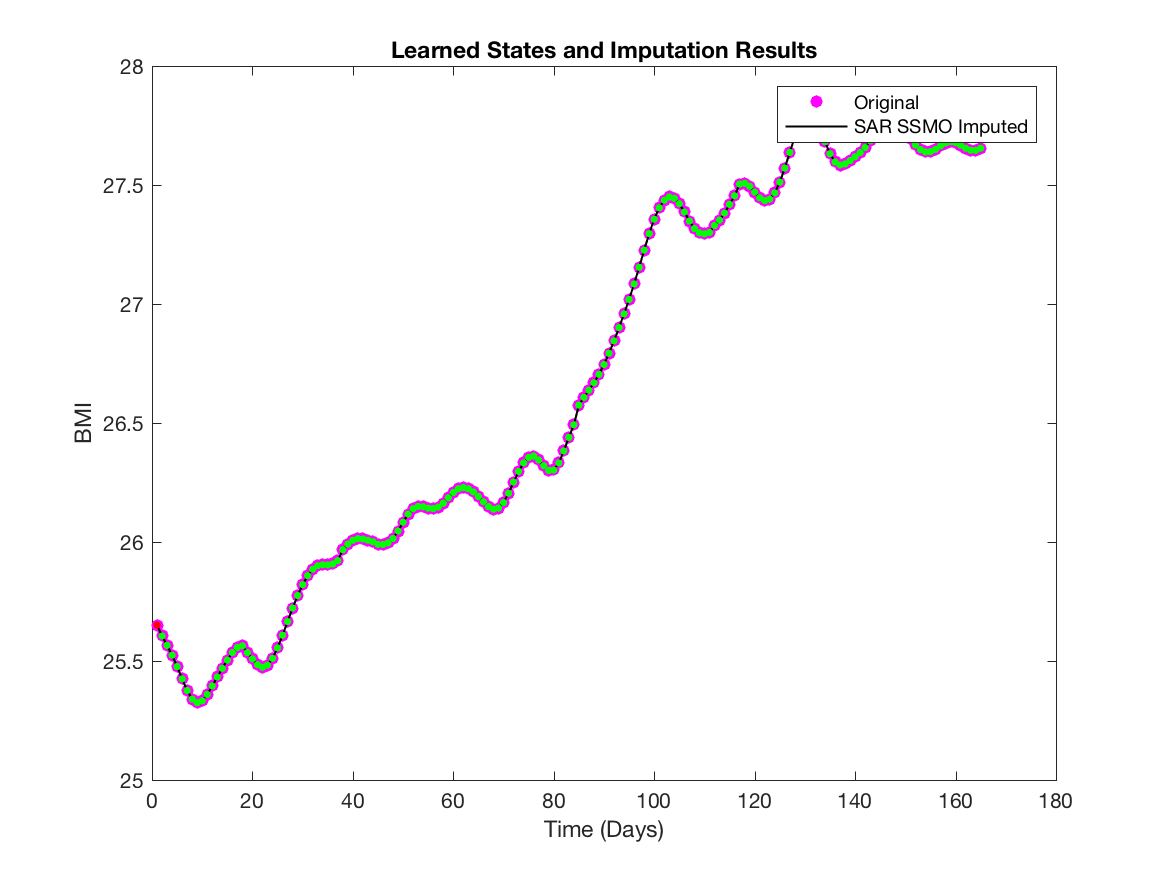 Learned States and Imputation Results
28
Original
SAR SSMO Imputed
27.5
27
26.5
BMI
26
25.5
25
0 20 40 60 80 100 120 140 160 180
Time (Days)